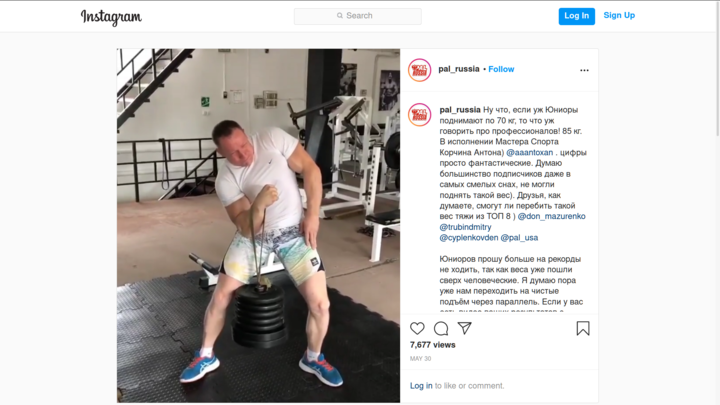 Instagram
Search
Log In
Sign Up
pal_russia • Follow
pal_russia Ну что, если уж Юниоры
поднимают по 70 кг, то что уж
говорить про профессионалов! 85 кг.
В исполнении Мастера Спорта
Корчина Антона) @aaantoxan . цифры
просто фантастические. Думаю
большинство подписчиков даже в
самых смелых снах, не могли
поднять такой вес). Друзья, как
думаете, смогут ли перебить такой
вес тяжи из ТОП 8 ) @don_mazurenko
@trubindmitry
@cyplenkovden @pal_usa
Юниоров прошу больше на рекорды
не ходить, так как веса уже пошли
сверх человеческие. Я думаю пора
уже нам переходить на чистые
подъём через параллель. Если у вас
7,677 views
MAY 30
Log in to like or comment.